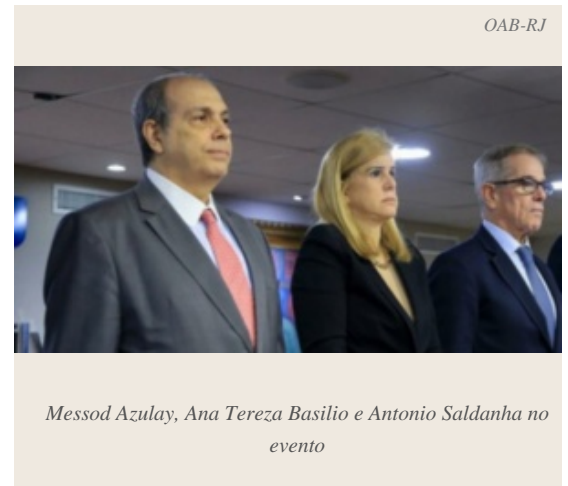 OAB-RJ
Messod Azulay, Ana Tereza Basilio e Antonio Saldanha no
evento